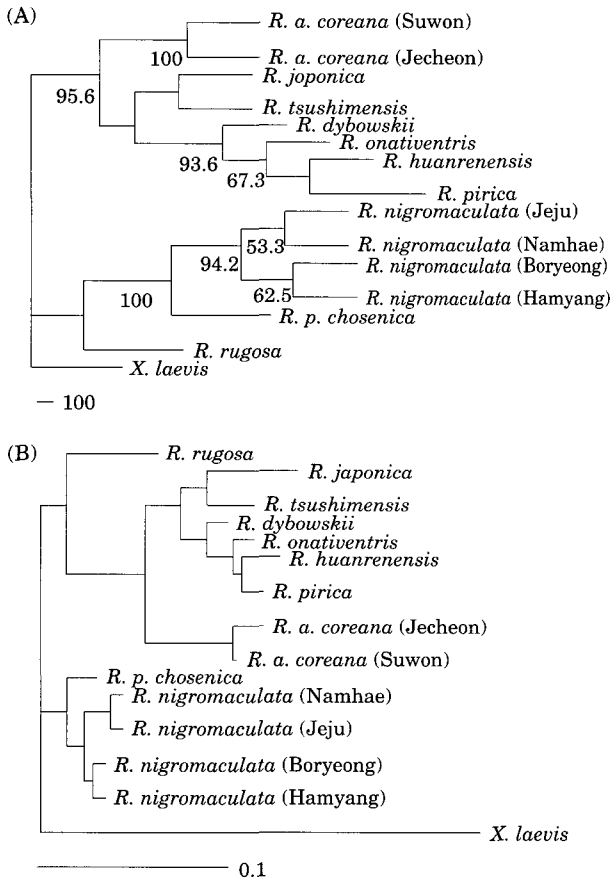 (A)
R. a. coreana (Suwon)
100
R. a. coreana (Jecheon)
R. joponica
95.6
R. tsushimensis
R. dybowskii
R. onativentris
93.6
R. huanrenensis
67.3
R. pirica
R. nigromaculata (Jeju)
53.3
R. nigromaculata (Namhae)
94.2
R. nigromaculata (Boryeong)
62.5
R. nigromaculata (Hamyang)
100
R. p. chosenica
R. rugosa
X. laevis
100
(B)
R. rugosa
R. japonica
R. tsushimensis
R. dybowskii
R. onativentris
R. huanrenensis
R. pirica
R. a. coreana (Jecheon)
R. a. coreana (Suwon)
R. p. chosenica
R. nigromaculata (Namhae)
R. nigromaculata (Jeju)
R. nigromaculata (Boryeong)
R. nigromaculata (Hamyang)
X. laevis
0.1